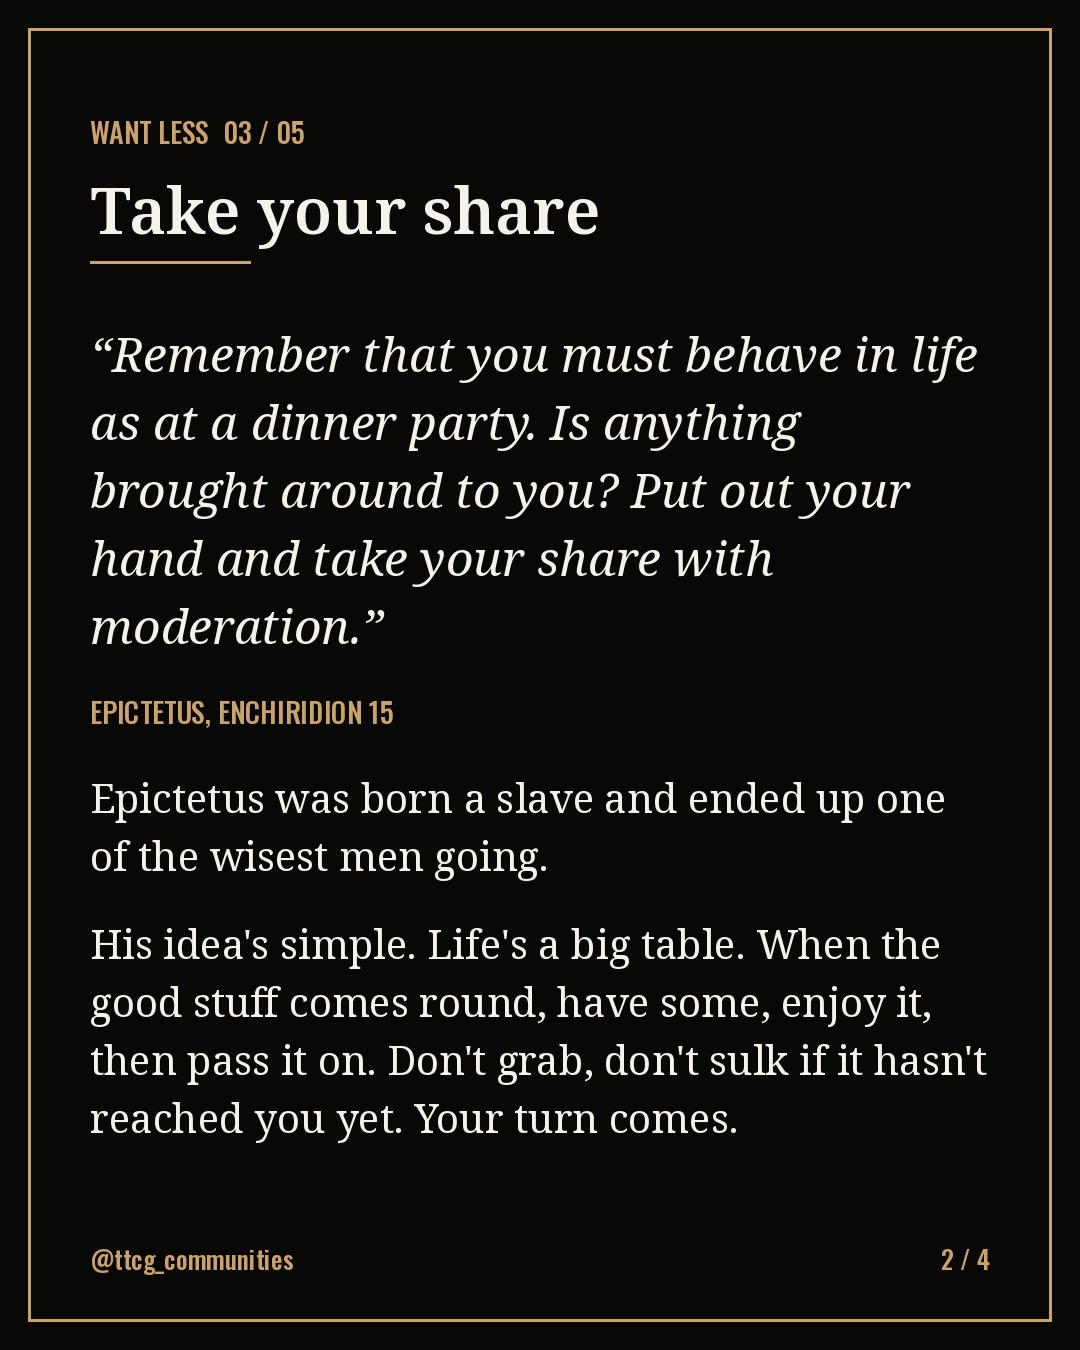 WANT LESS 03 / 05
Take your share
“Remember that you must behave in life
as at a dinner party. Is anything
brought around to you? Put out your
hand and take your share with
moderation.”
EPICTETUS, ENCHIRIDION 15
Epictetus was born a slave and ended up one
of the wisest men going.
His idea's simple. Life's a big table. When the
good stuff comes round, have some, enjoy it,
then pass it on. Don't grab, don't sulk if it hasn't
reached you yet. Your turn comes.
@ttcg_communities
2 / 4